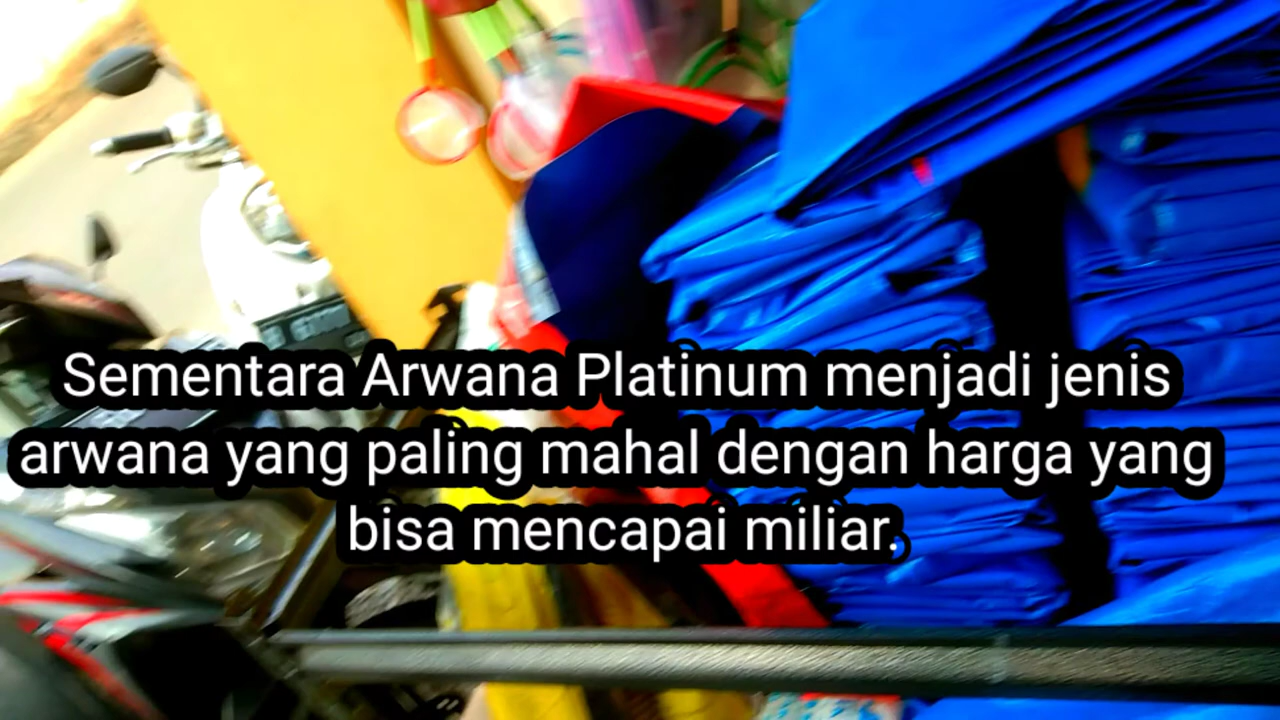 Sementara Arwana Platinum menjadi jenis
arwana yang paling mahal dengan harga yang
bisa mencapai miliar.